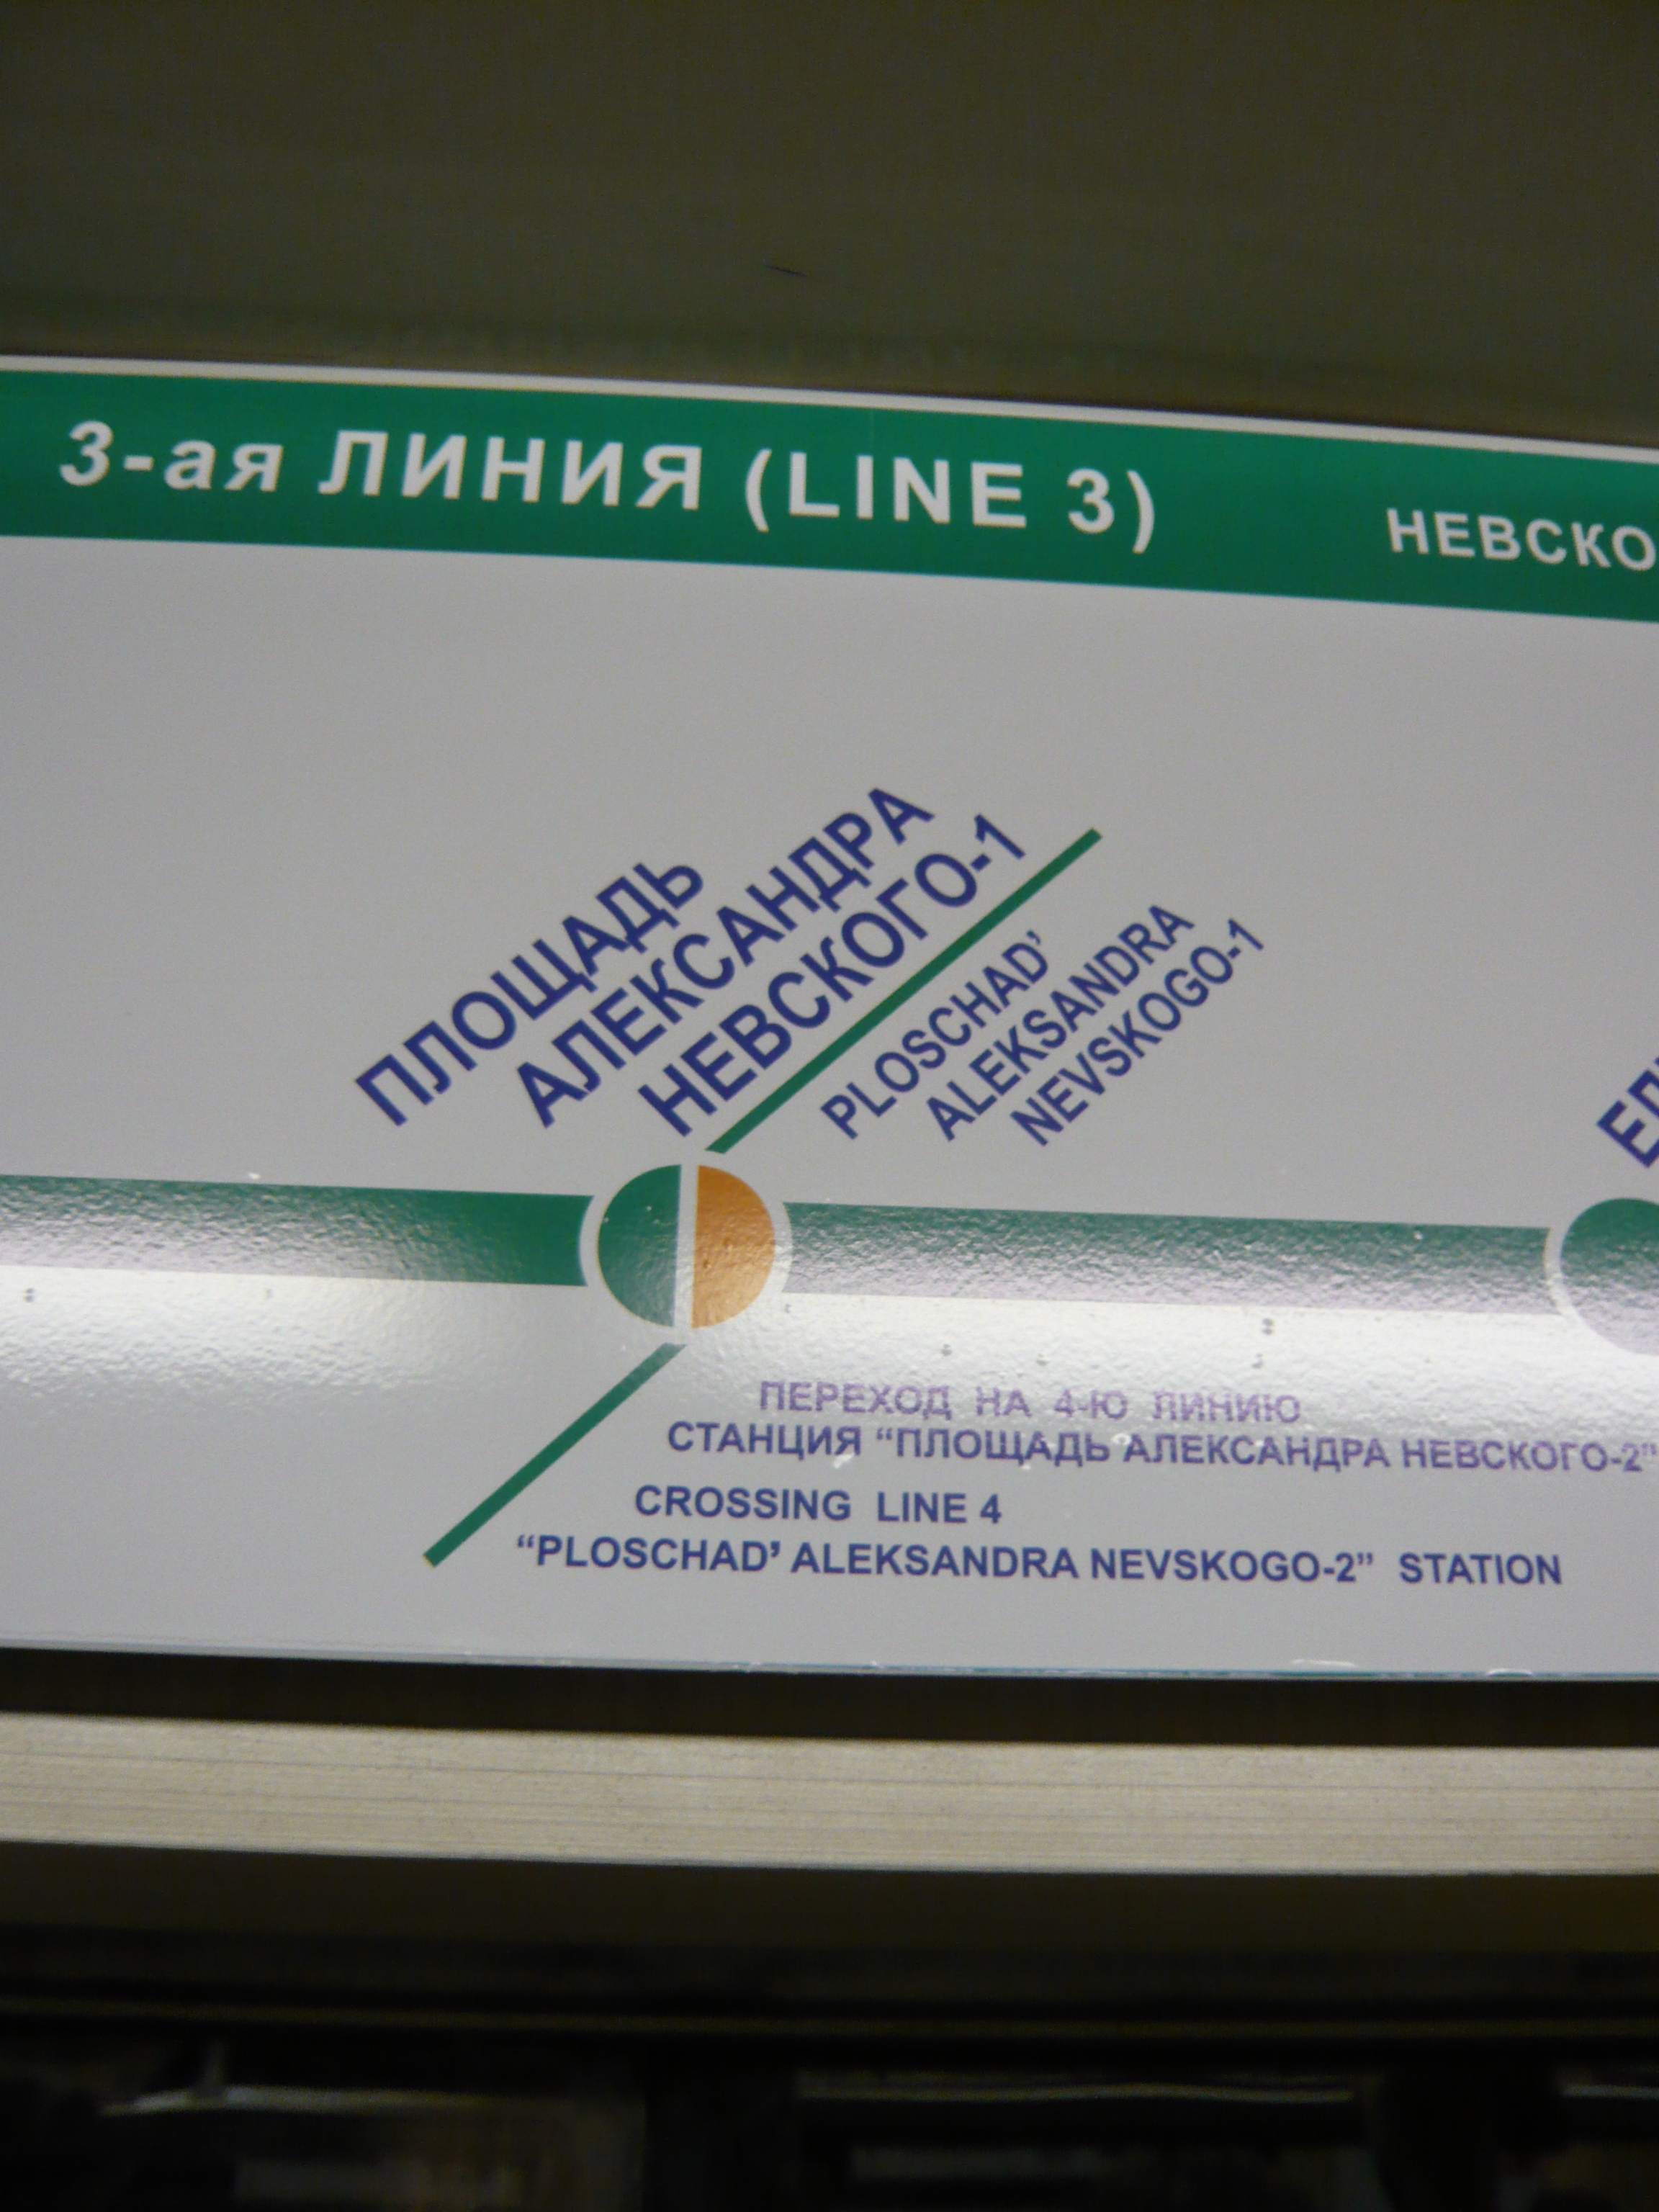 3-ая ЛИНИЯ (LINE 3)
ПЛОЩАДЬ
АЛЕКСАНДРА
НЕВСКОГО-1
PLOSCHAD’
ALEKSANDRA
NEVSKOGO-1
ПЕРЕХОД НА 4-Ю ЛИНИЮ
СТАНЦИЯ “ПЛОЩАДЬ АЛЕКСАНДРА НЕВСКОГО-2”
CROSSING LINE 4
“PLOSCHAD’ ALEKSANDRA NEVSKOGO-2” STATION